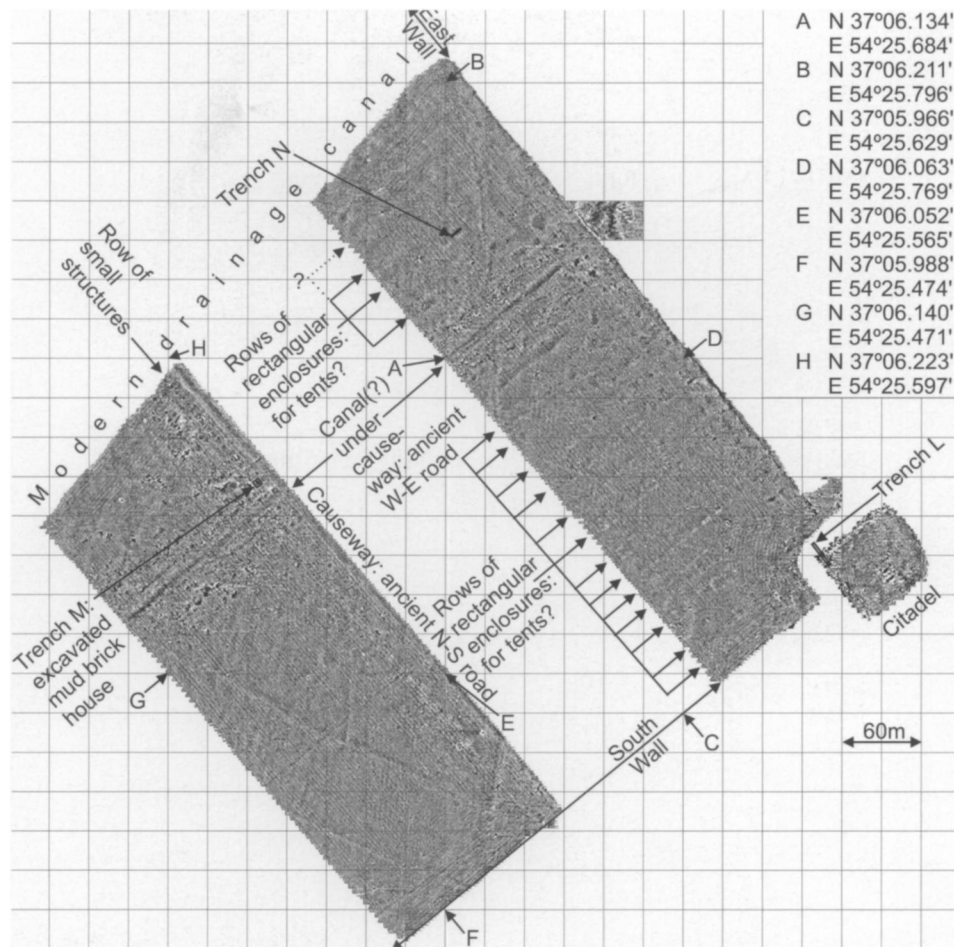 East
Wall
B
Modern drainage canal
Trench N
Row of
small
structures
H
?
Rows of
rectangular
enclosures:
for tents?
A
Canal(?)
under
cause-
way: ancient
W-E road
D
Trench L
Citadel
Causeway: ancient N-S road
Rows of
rectangular
enclosures:
for tents?
Trench M:
excavated
mud brick
house
G
E
C
South
Wall
F
60m
A N 37º06.134'
E 54º25.684'
B N 37º06.211'
E 54º25.796'
C N 37º05.966'
E 54º25.629'
D N 37º06.063'
E 54º25.769'
E N 37º06.052'
E 54º25.565'
F N 37º05.988'
E 54º25.474'
G N 37º06.140'
E 54º25.471'
H N 37º06.223'
E 54º25.597'